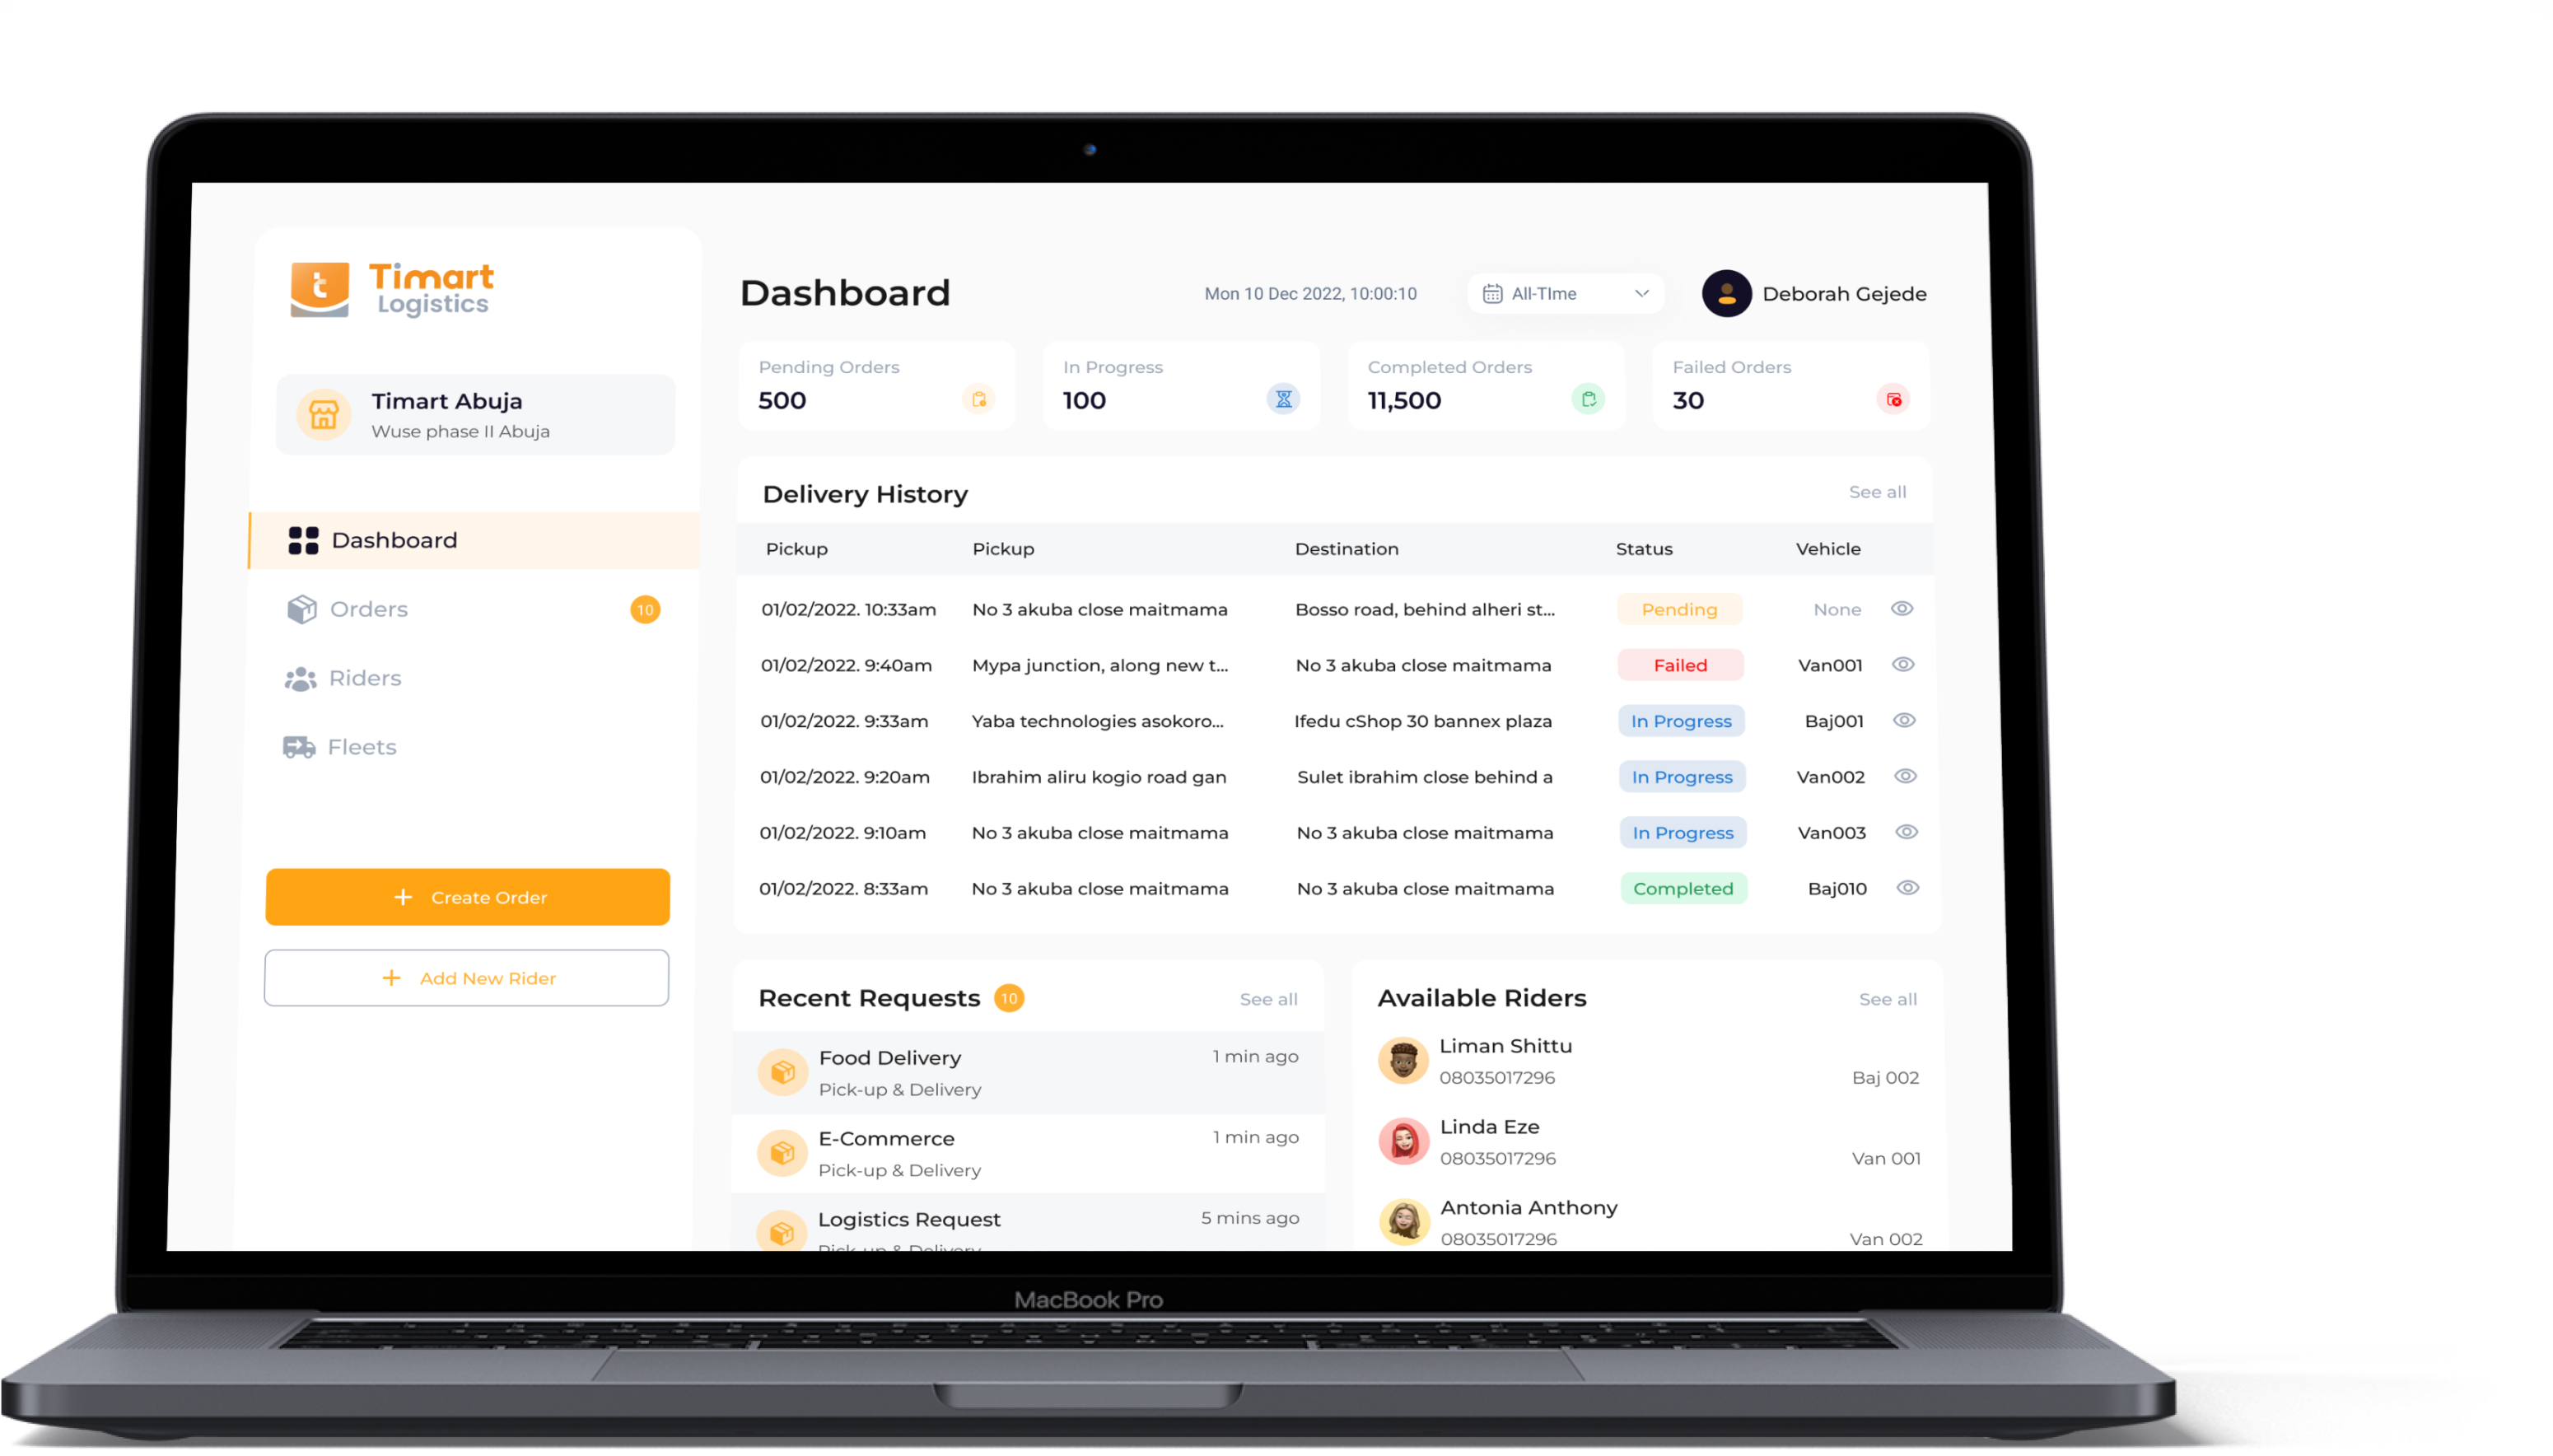 Timart
Logistics
Timart Abuja
Wuse phase II Abuja
Dashboard
Orders 10
Riders
Fleets
+ Create Order
+ Add New Rider
Dashboard
Mon 10 Dec 2022, 10:00:10
All-TIme
Deborah Gejede
Pending Orders
500
In Progress
100
Completed Orders
11,500
Failed Orders
30
Delivery History See all
Pickup Pickup Destination Status Vehicle
01/02/2022. 10:33am No 3 akuba close maitmama Bosso road, behind alheri st... Pending None
01/02/2022. 9:40am Mypa junction, along new t... No 3 akuba close maitmama Failed Van001
01/02/2022. 9:33am Yaba technologies asokoro... Ifedu cShop 30 bannex plaza In Progress Baj001
01/02/2022. 9:20am Ibrahim aliru kogio road gan Sulet ibrahim close behind a In Progress Van002
01/02/2022. 9:10am No 3 akuba close maitmama No 3 akuba close maitmama In Progress Van003
01/02/2022. 8:33am No 3 akuba close maitmama No 3 akuba close maitmama Completed Baj010
Recent Requests 10 See all
Food Delivery 1 min ago
Pick-up & Delivery
E-Commerce 1 min ago
Pick-up & Delivery
Logistics Request 5 mins ago
Pick-up & Delivery
Available Riders See all
Liman Shittu
08035017296 Baj 002
Linda Eze
08035017296 Van 001
Antonia Anthony
08035017296 Van 002
MacBook Pro